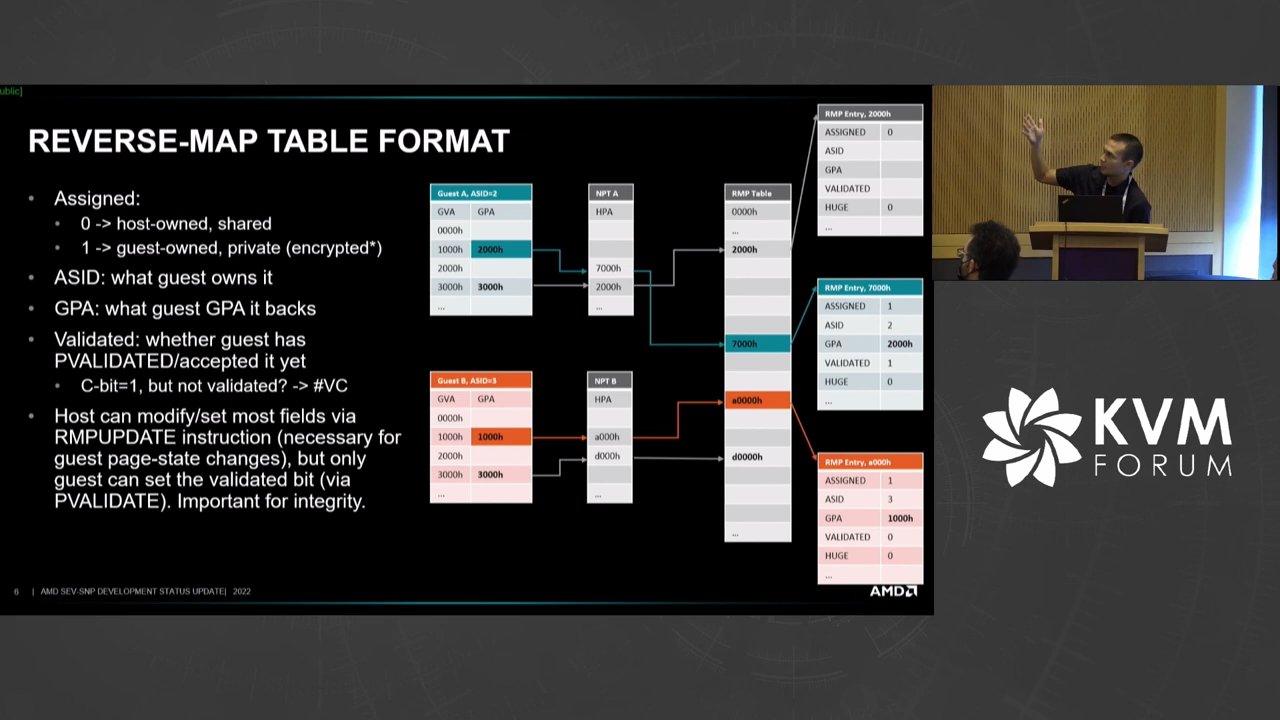 ublic]
REVERSE-MAP TABLE FORMAT
• Assigned:
• 0 -> host-owned, shared
• 1 -> guest-owned, private (encrypted*)
• ASID: what guest owns it
• GPA: what guest GPA it backs
• Validated: whether guest has
PVALIDATED/accepted it yet
• C-bit=1, but not validated? -> #VC
• Host can modify/set most fields via
RMPUPDATE instruction (necessary for
guest page-state changes), but only
guest can set the validated bit (via
PVALIDATE). Important for integrity.
Guest A, ASID=2
GVA GPA
0000h
1000h 2000h
2000h
3000h 3000h
...
NPT A
HPA
7000h
2000h
...
Guest B, ASID=3
GVA GPA
0000h
1000h 1000h
2000h
3000h 3000h
...
NPT B
HPA
a000h
d000h
...
RMP Table
0000h
...
2000h
7000h
a0000h
d0000h
...
RMP Entry, 2000h
ASSIGNED 0
ASID
GPA
VALIDATED
HUGE 0
...
RMP Entry, 7000h
ASSIGNED 1
ASID 2
GPA 2000h
VALIDATED 1
HUGE 0
...
RMP Entry, a000h
ASSIGNED 1
ASID 3
GPA 1000h
VALIDATED 0
HUGE 0
...
6 | AMD SEV-SNP DEVELOPMENT STATUS UPDATE| 2022
AMD
KVM
FORUM